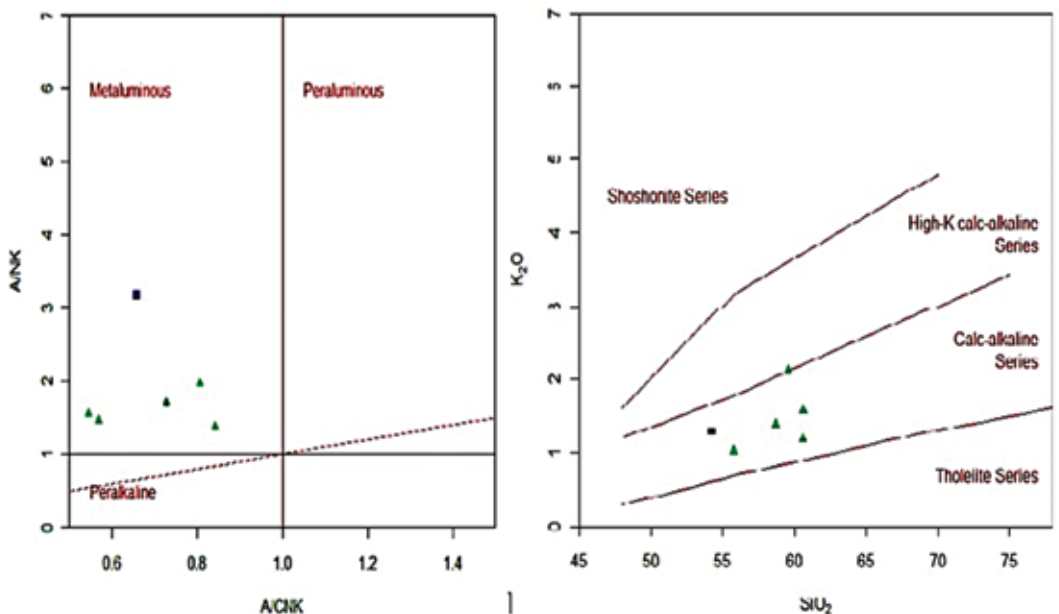 7
6
5
4
3
2
1
0
A/NK
Metaluminous
Peraluminous
Peralkaline
0.6 0.8 1.0 1.2 1.4
A/CNK
]
7
6
5
4
3
2
1
0
K₂O
Shoshonite Series
High-K calc-alkaline
Series
Calc-alkaline
Series
Tholeiite Series
45 50 55 60 65 70 75
SiO₂